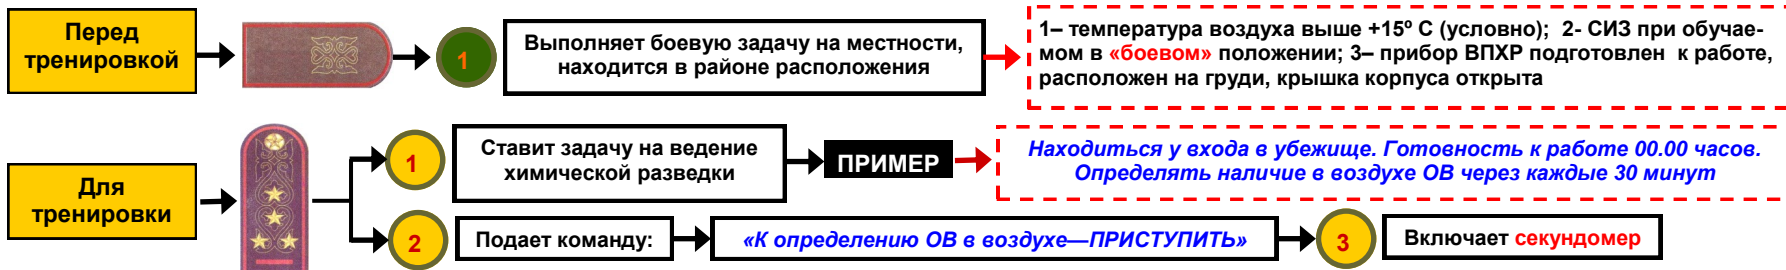 Перед
тренировкой
1
Выполняет боевую задачу на местности,
находится в районе расположения
1– температура воздуха выше +15º С (условно); 2- СИЗ при обучае-
мом в «боевом» положении; 3– прибор ВПХР подготовлен к работе,
расположен на груди, крышка корпуса открыта
Для
тренировки
1
Ставит задачу на ведение
химической разведки
ПРИМЕР
Находиться у входа в убежище. Готовность к работе 00.00 часов.
Определять наличие в воздухе ОВ через каждые 30 минут
2
Подает команду:
«К определению ОВ в воздухе—ПРИСТУПИТЬ»
3
Включает секундомер